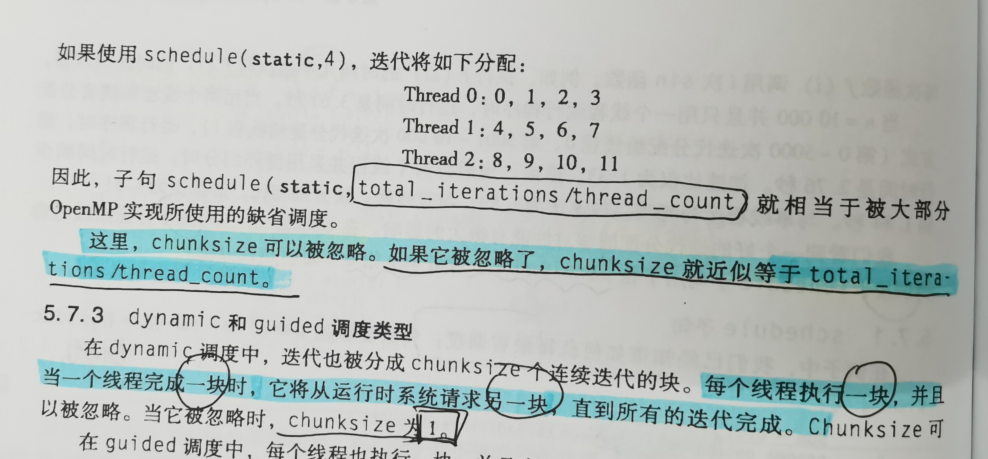 如果使用 schedule(static,4)，迭代将如下分配：
Thread 0：0，1，2，3
Thread 1：4，5，6，7
Thread 2：8，9，10，11
因此，子句 schedule(static,total_iterations/thread_count) 就相当于被大部分
OpenMP 实现所使用的缺省调度。
这里，chunksize 可以被忽略。如果它被忽略了，chunksize 就近似等于 total_itera-
tions/thread_count。
5.7.3 dynamic 和 guided 调度类型
在 dynamic 调度中，迭代也被分成 chunksize 个连续迭代的块。每个线程执行一块，并且
当一个线程完成一块时，它将从运行时系统请求另一块，直到所有的迭代完成。Chunksize 可
以被忽略。当它被忽略时，chunksize 为 1。
在 guided 调度中，每个线程也执行一块，并且